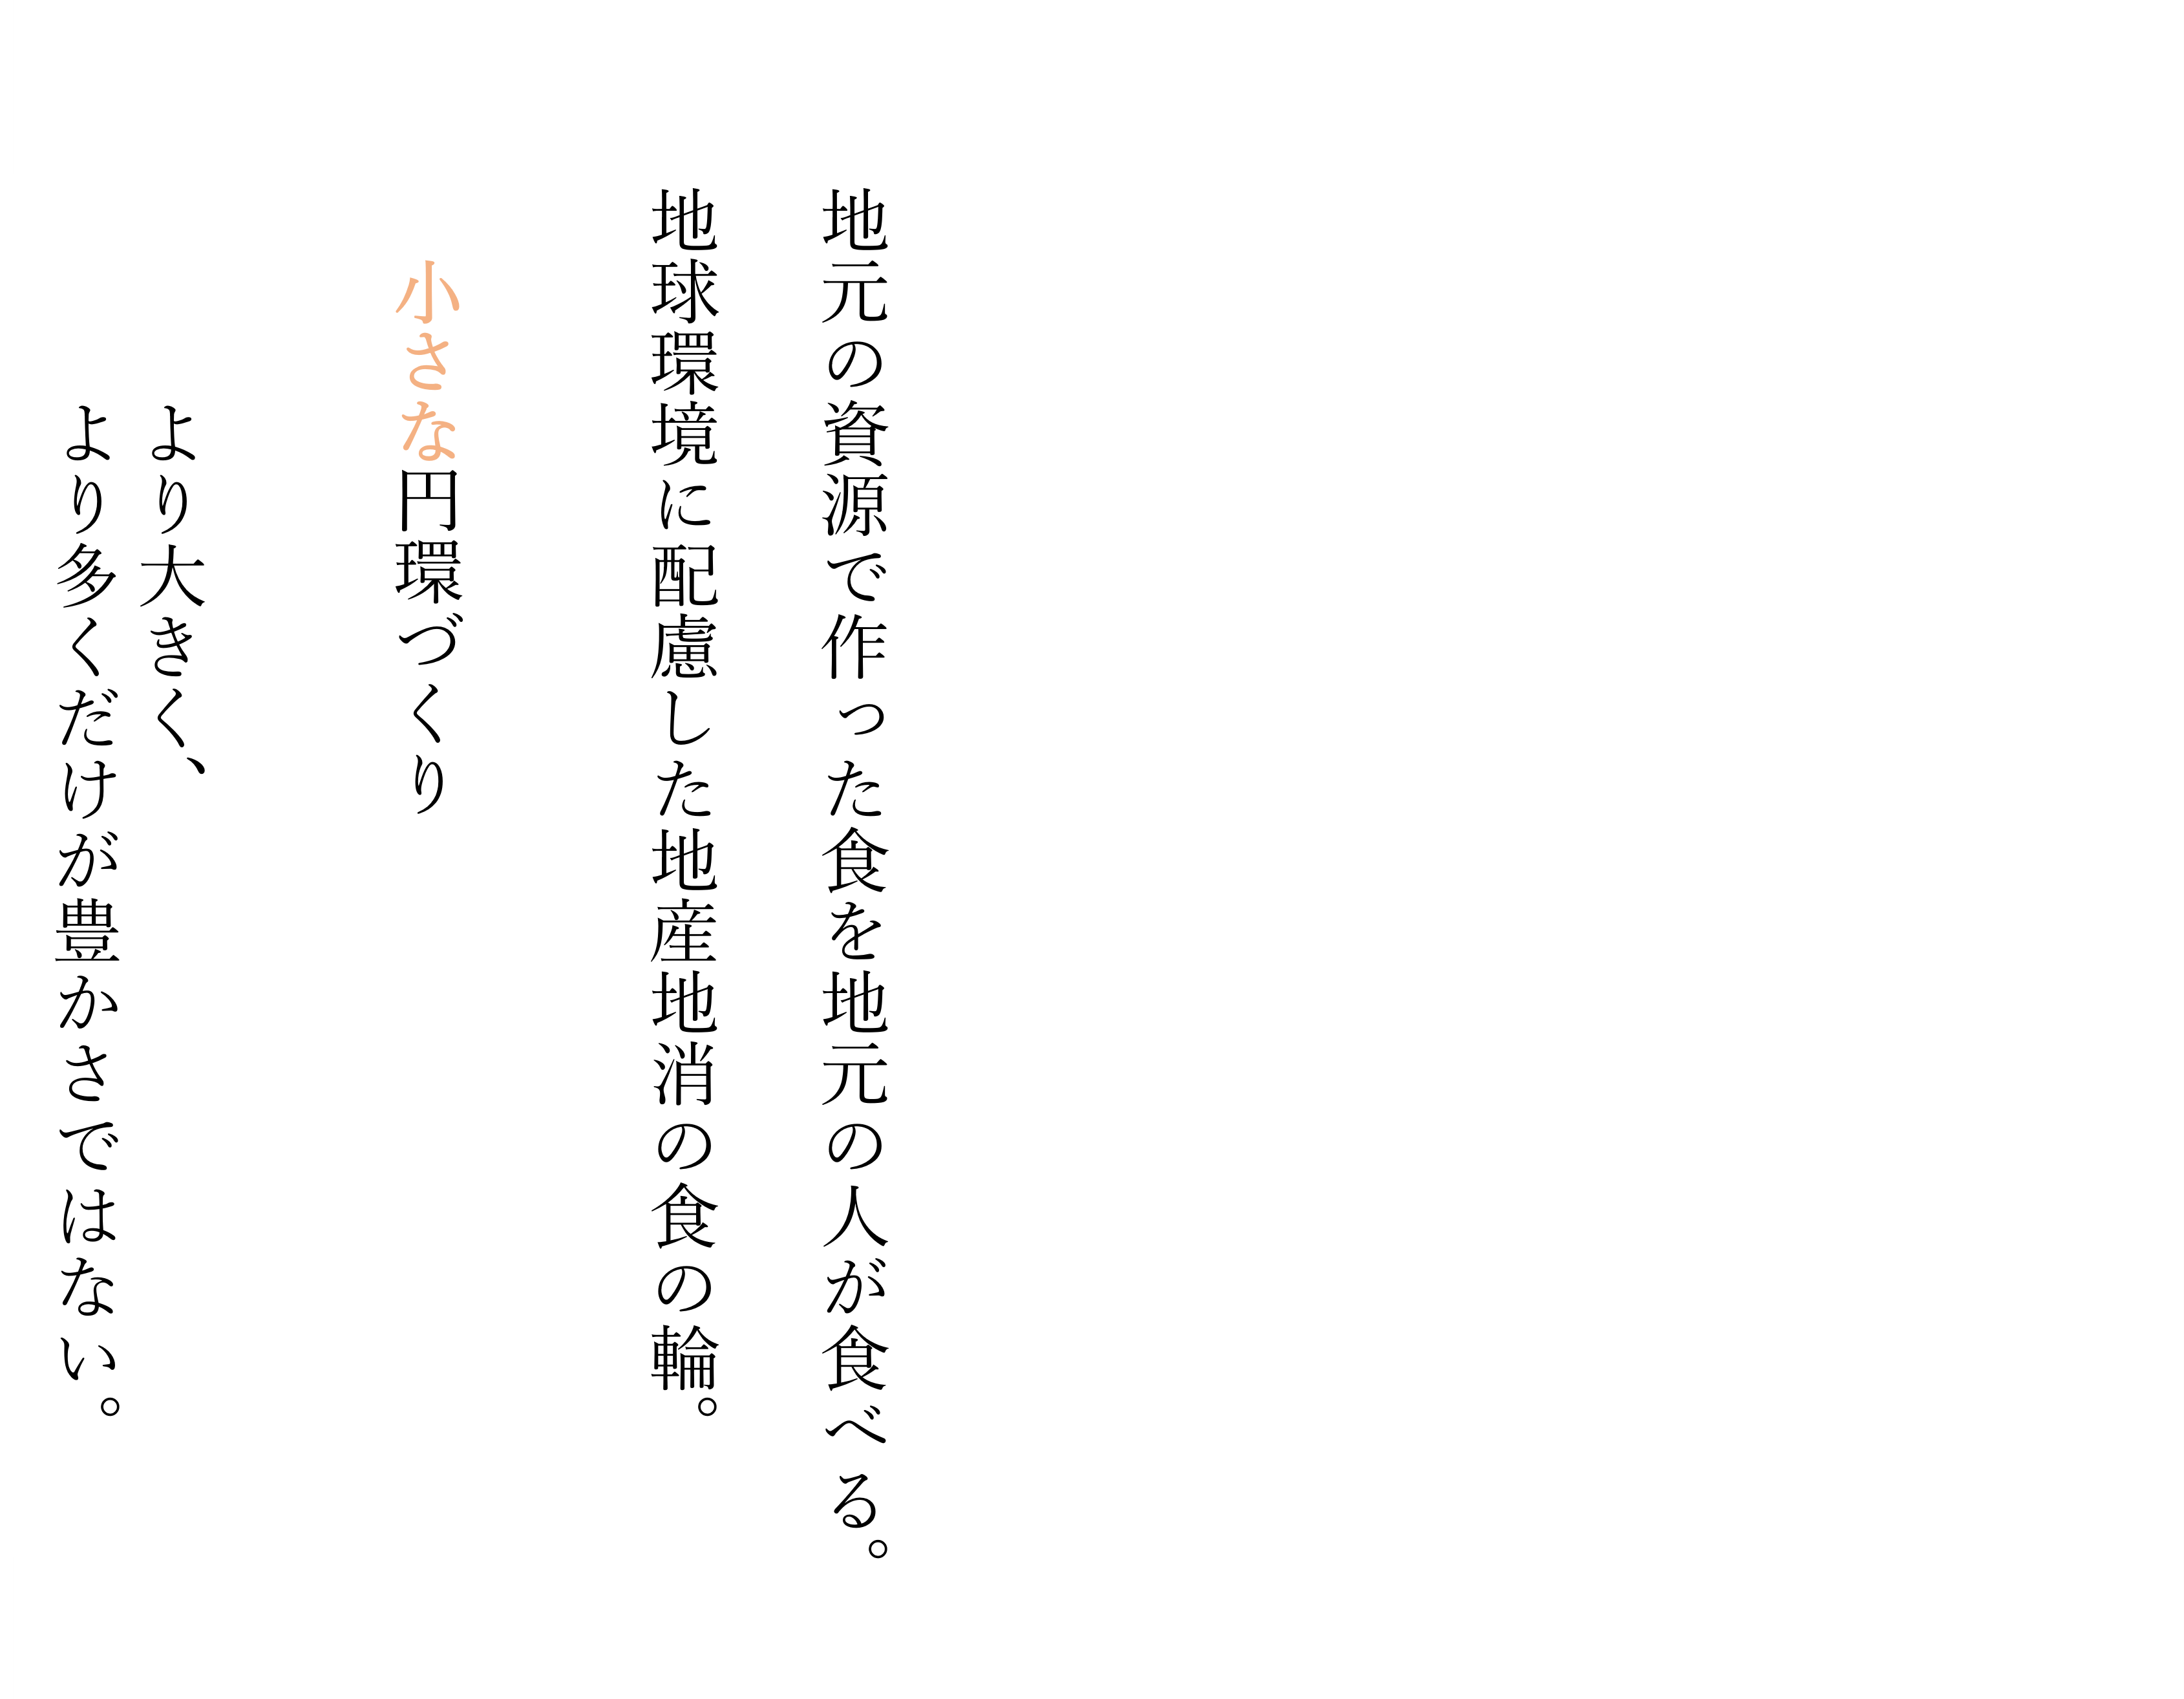 地元の資源で作った食を地元の人が食べる。
地球環境に配慮した地産地消の食の輪。
小さな円環づくり
より大きく、
より多くだけが豊かさではない。